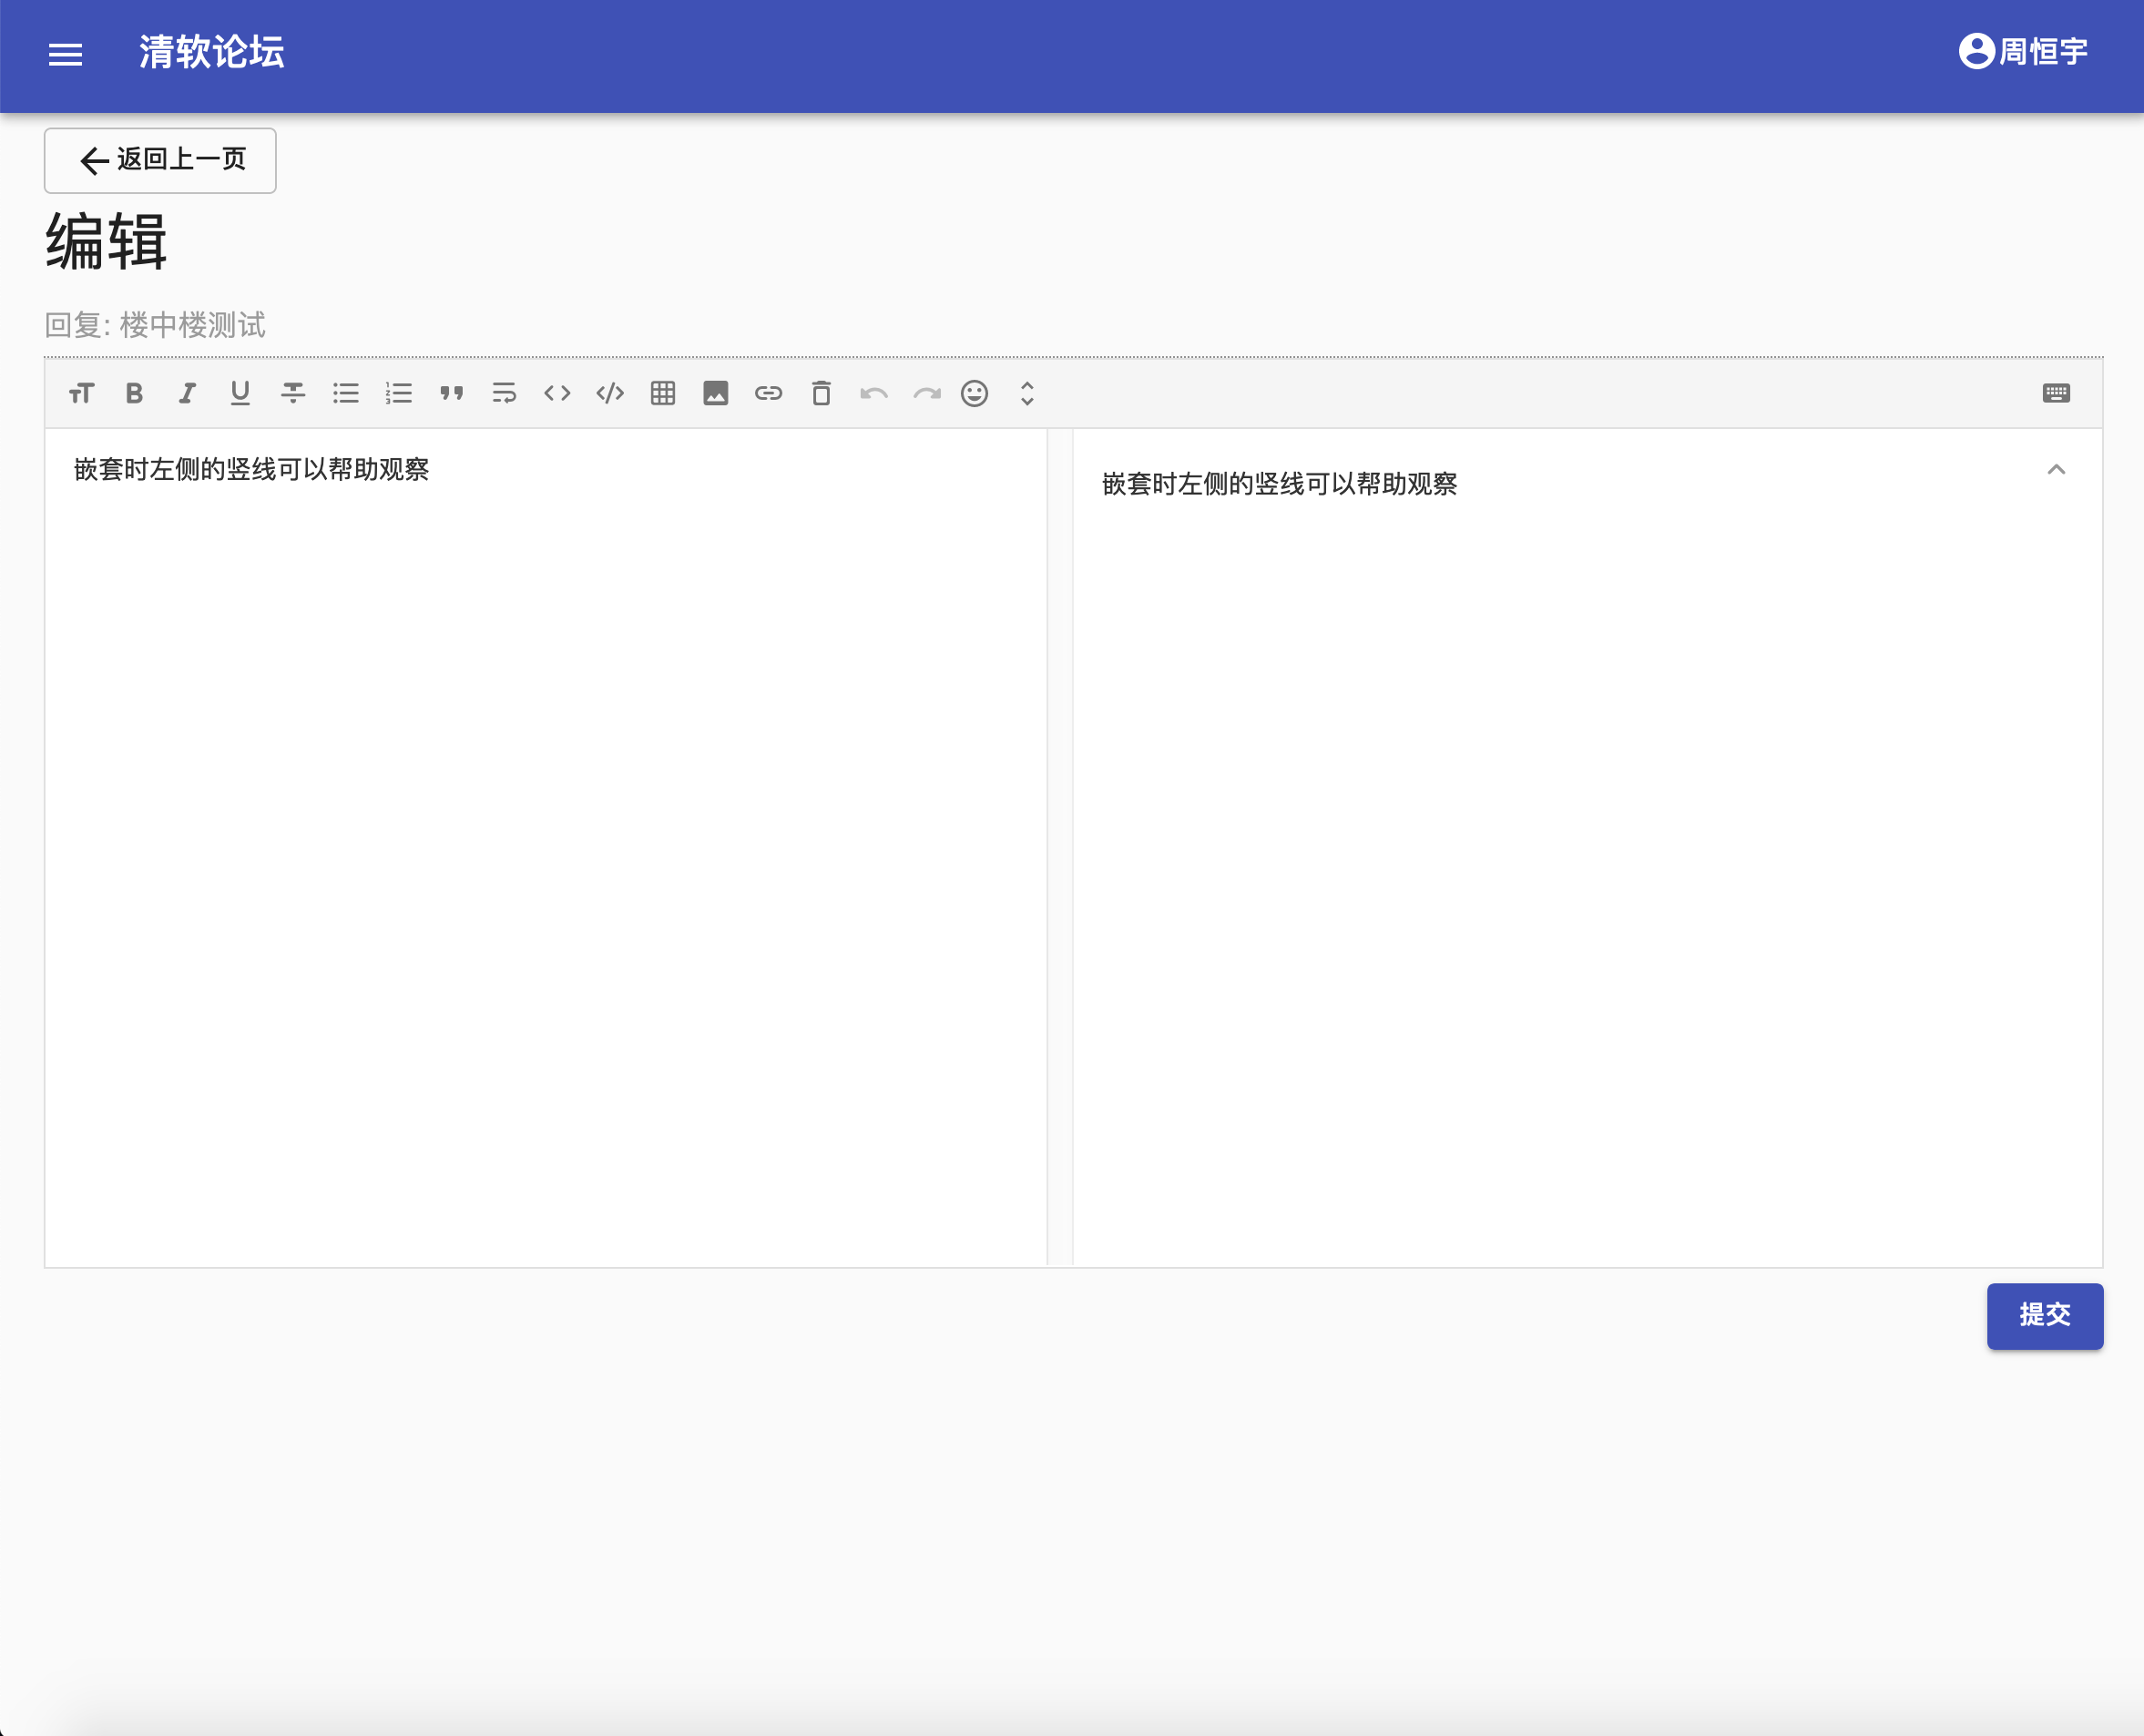 清软论坛
周恒宇
返回上一页
编辑
回复: 楼中楼测试
嵌套时左侧的竖线可以帮助观察
嵌套时左侧的竖线可以帮助观察
提交